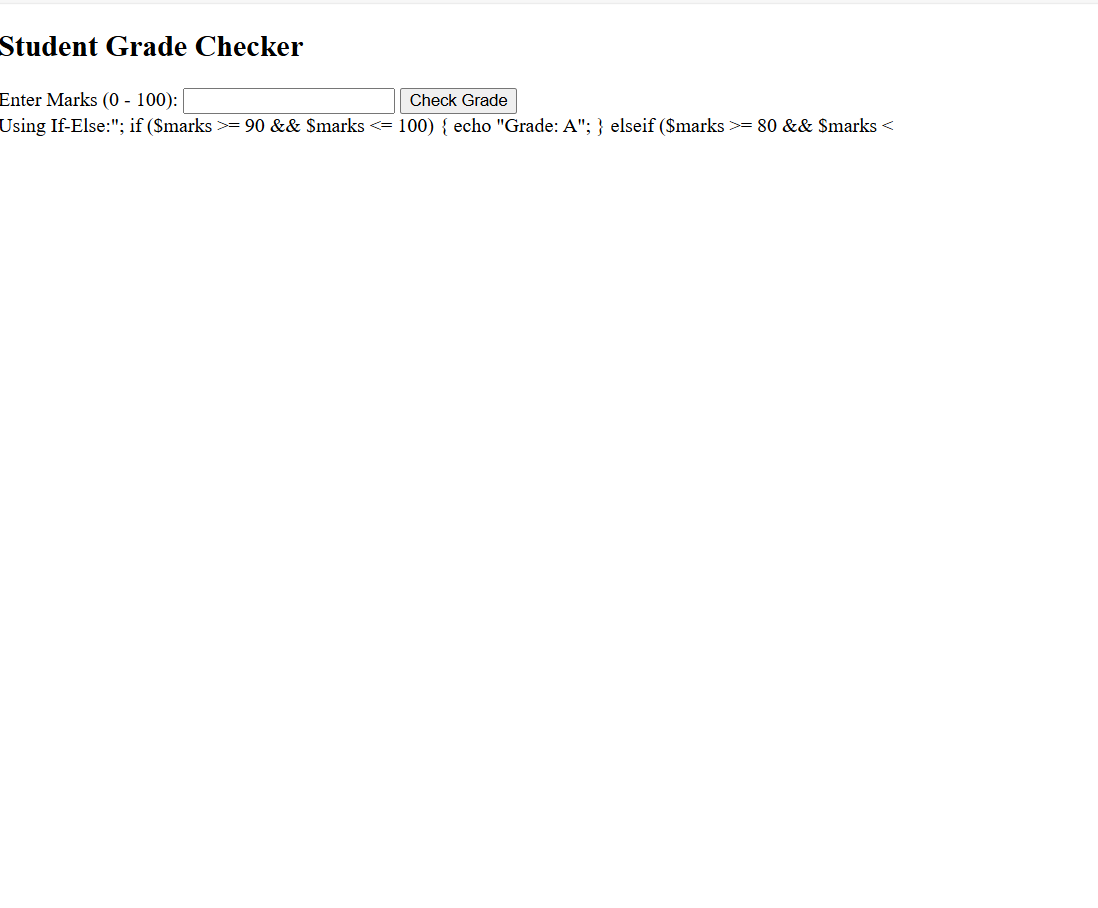 Student Grade Checker
Enter Marks (0 - 100):
Check Grade
Using If-Else:"; if ($marks >= 90 && $marks <= 100) { echo "Grade: A"; } elseif ($marks >= 80 && $marks <